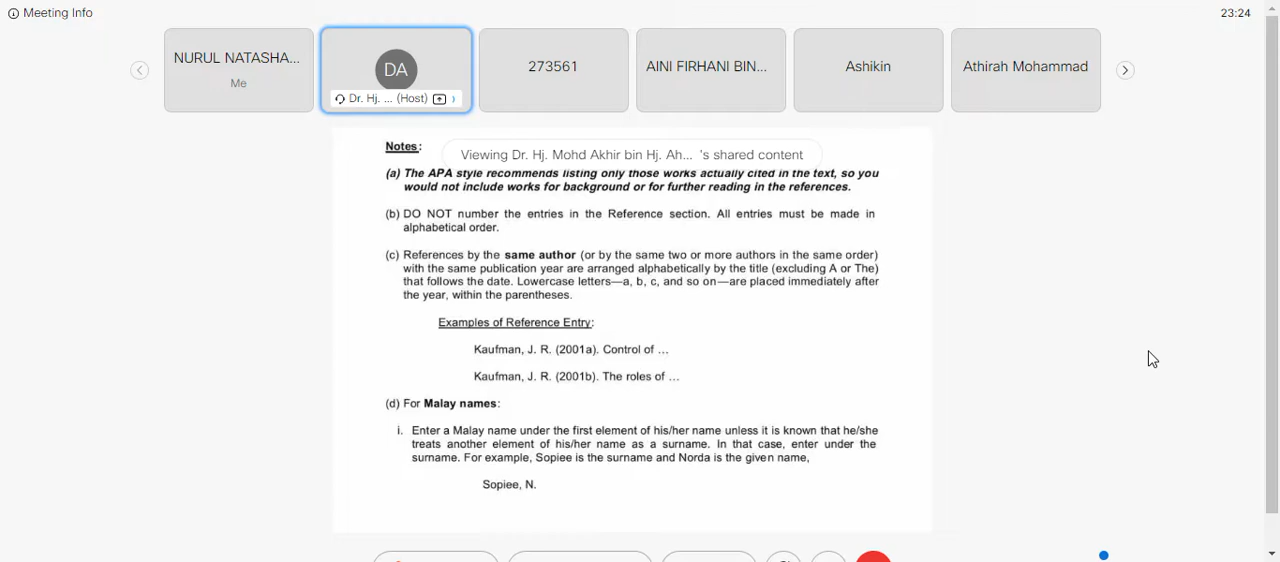 Meeting Info
23:24
NURUL NATASHA...
Me
DA
Dr. Hj. ... (Host)
273561
AINI FIRHANI BIN...
Ashikin
Athirah Mohammad
Viewing Dr. Hj. Mohd Akhir bin Hj. Ah... 's shared content
Notes:
(a) The APA style recommends listing only those works actually cited in the text, so you
would not include works for background or for further reading in the references.
(b) DO NOT number the entries in the Reference section. All entries must be made in
alphabetical order.
(c) References by the same author (or by the same two or more authors in the same order)
with the same publication year are arranged alphabetically by the title (excluding A or The)
that follows the date. Lowercase letters—a, b, c, and so on—are placed immediately after
the year, within the parentheses.
Examples of Reference Entry:
Kaufman, J. R. (2001a). Control of ...
Kaufman, J. R. (2001b). The roles of ...
(d) For Malay names:
i. Enter a Malay name under the first element of his/her name unless it is known that he/she
treats another element of his/her name as a surname. In that case, enter under the
surname. For example, Sopiee is the surname and Norda is the given name,
Sopiee, N.